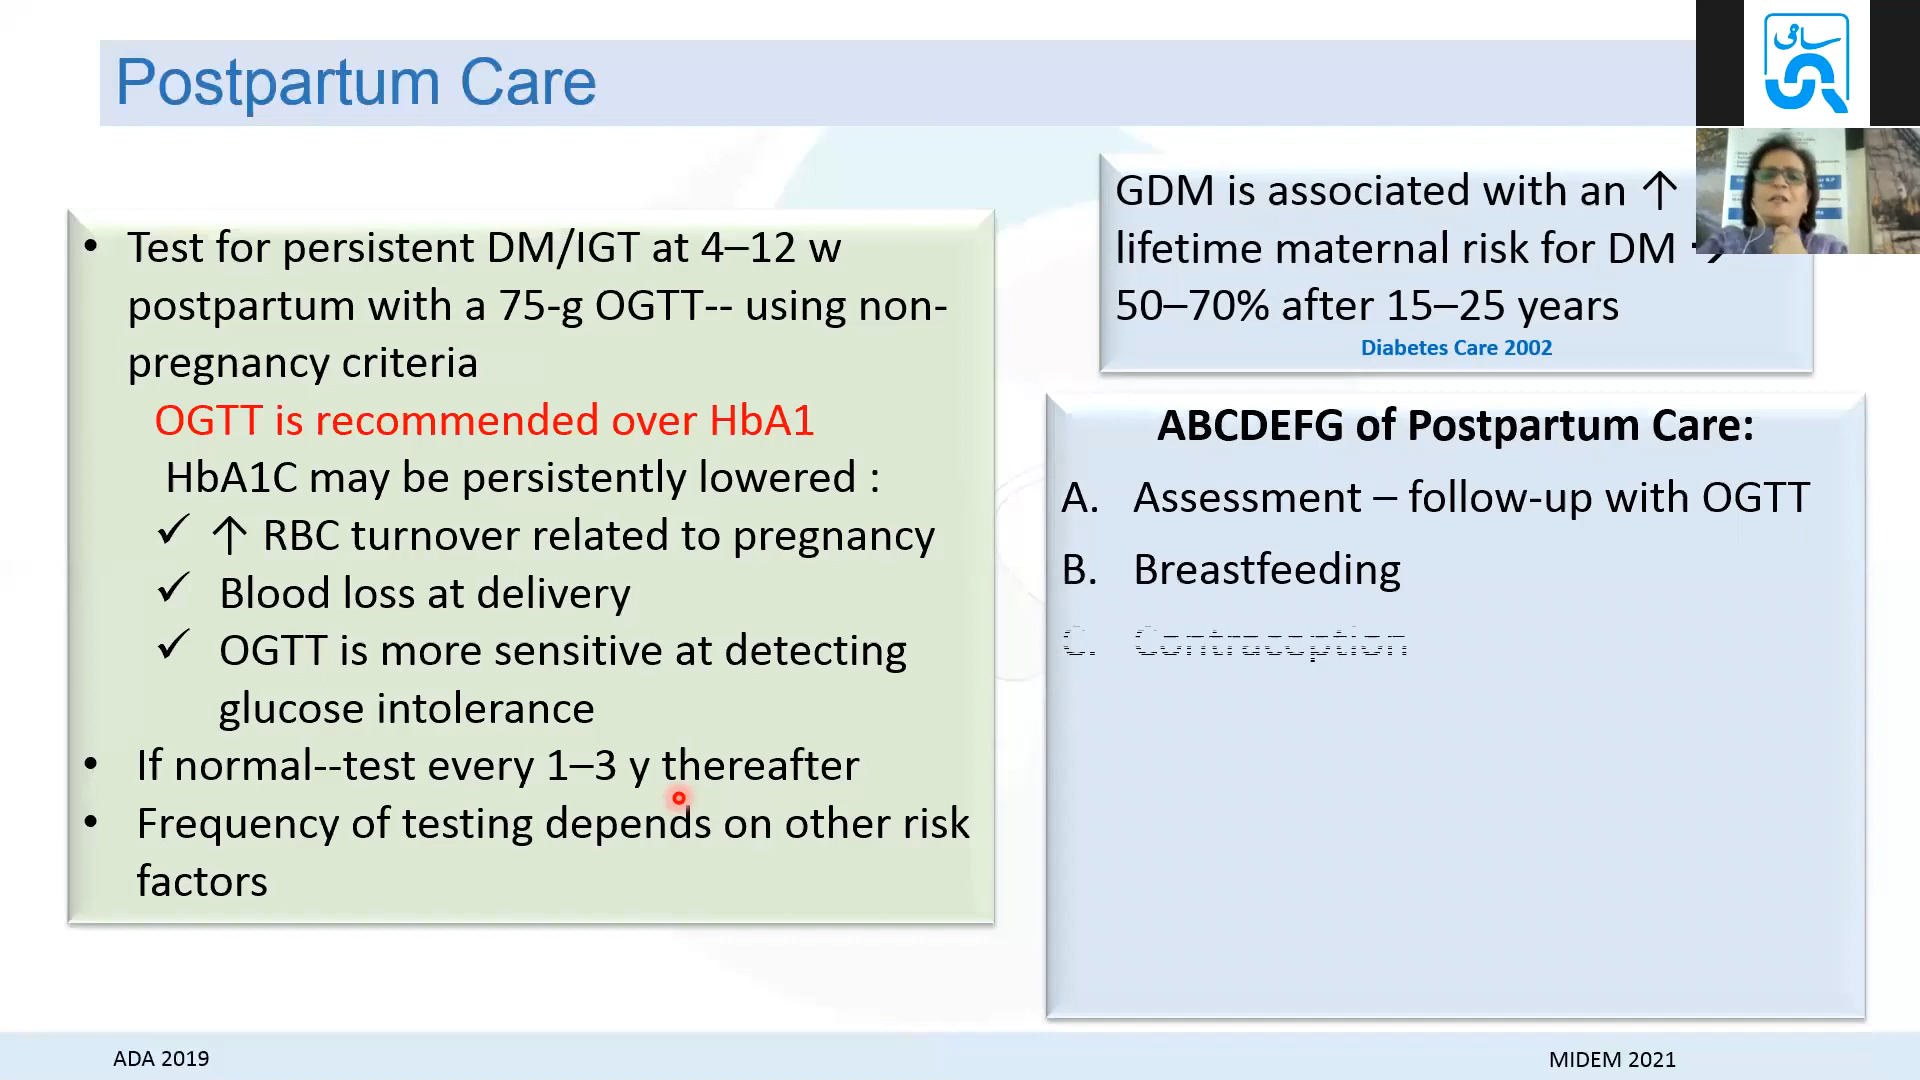 Postpartum Care
• Test for persistent DM/IGT at 4–12 w
postpartum with a 75-g OGTT-- using non-
pregnancy criteria
OGTT is recommended over HbA1
HbA1C may be persistently lowered :
✓ ↑ RBC turnover related to pregnancy
✓ Blood loss at delivery
✓ OGTT is more sensitive at detecting
glucose intolerance
• If normal--test every 1–3 y thereafter
• Frequency of testing depends on other risk
factors
GDM is associated with an ↑
lifetime maternal risk for DM
50–70% after 15–25 years
Diabetes Care 2002
ABCDEFG of Postpartum Care:
A. Assessment – follow-up with OGTT
B. Breastfeeding
C. Contraception
ADA 2019
MIDEM 2021